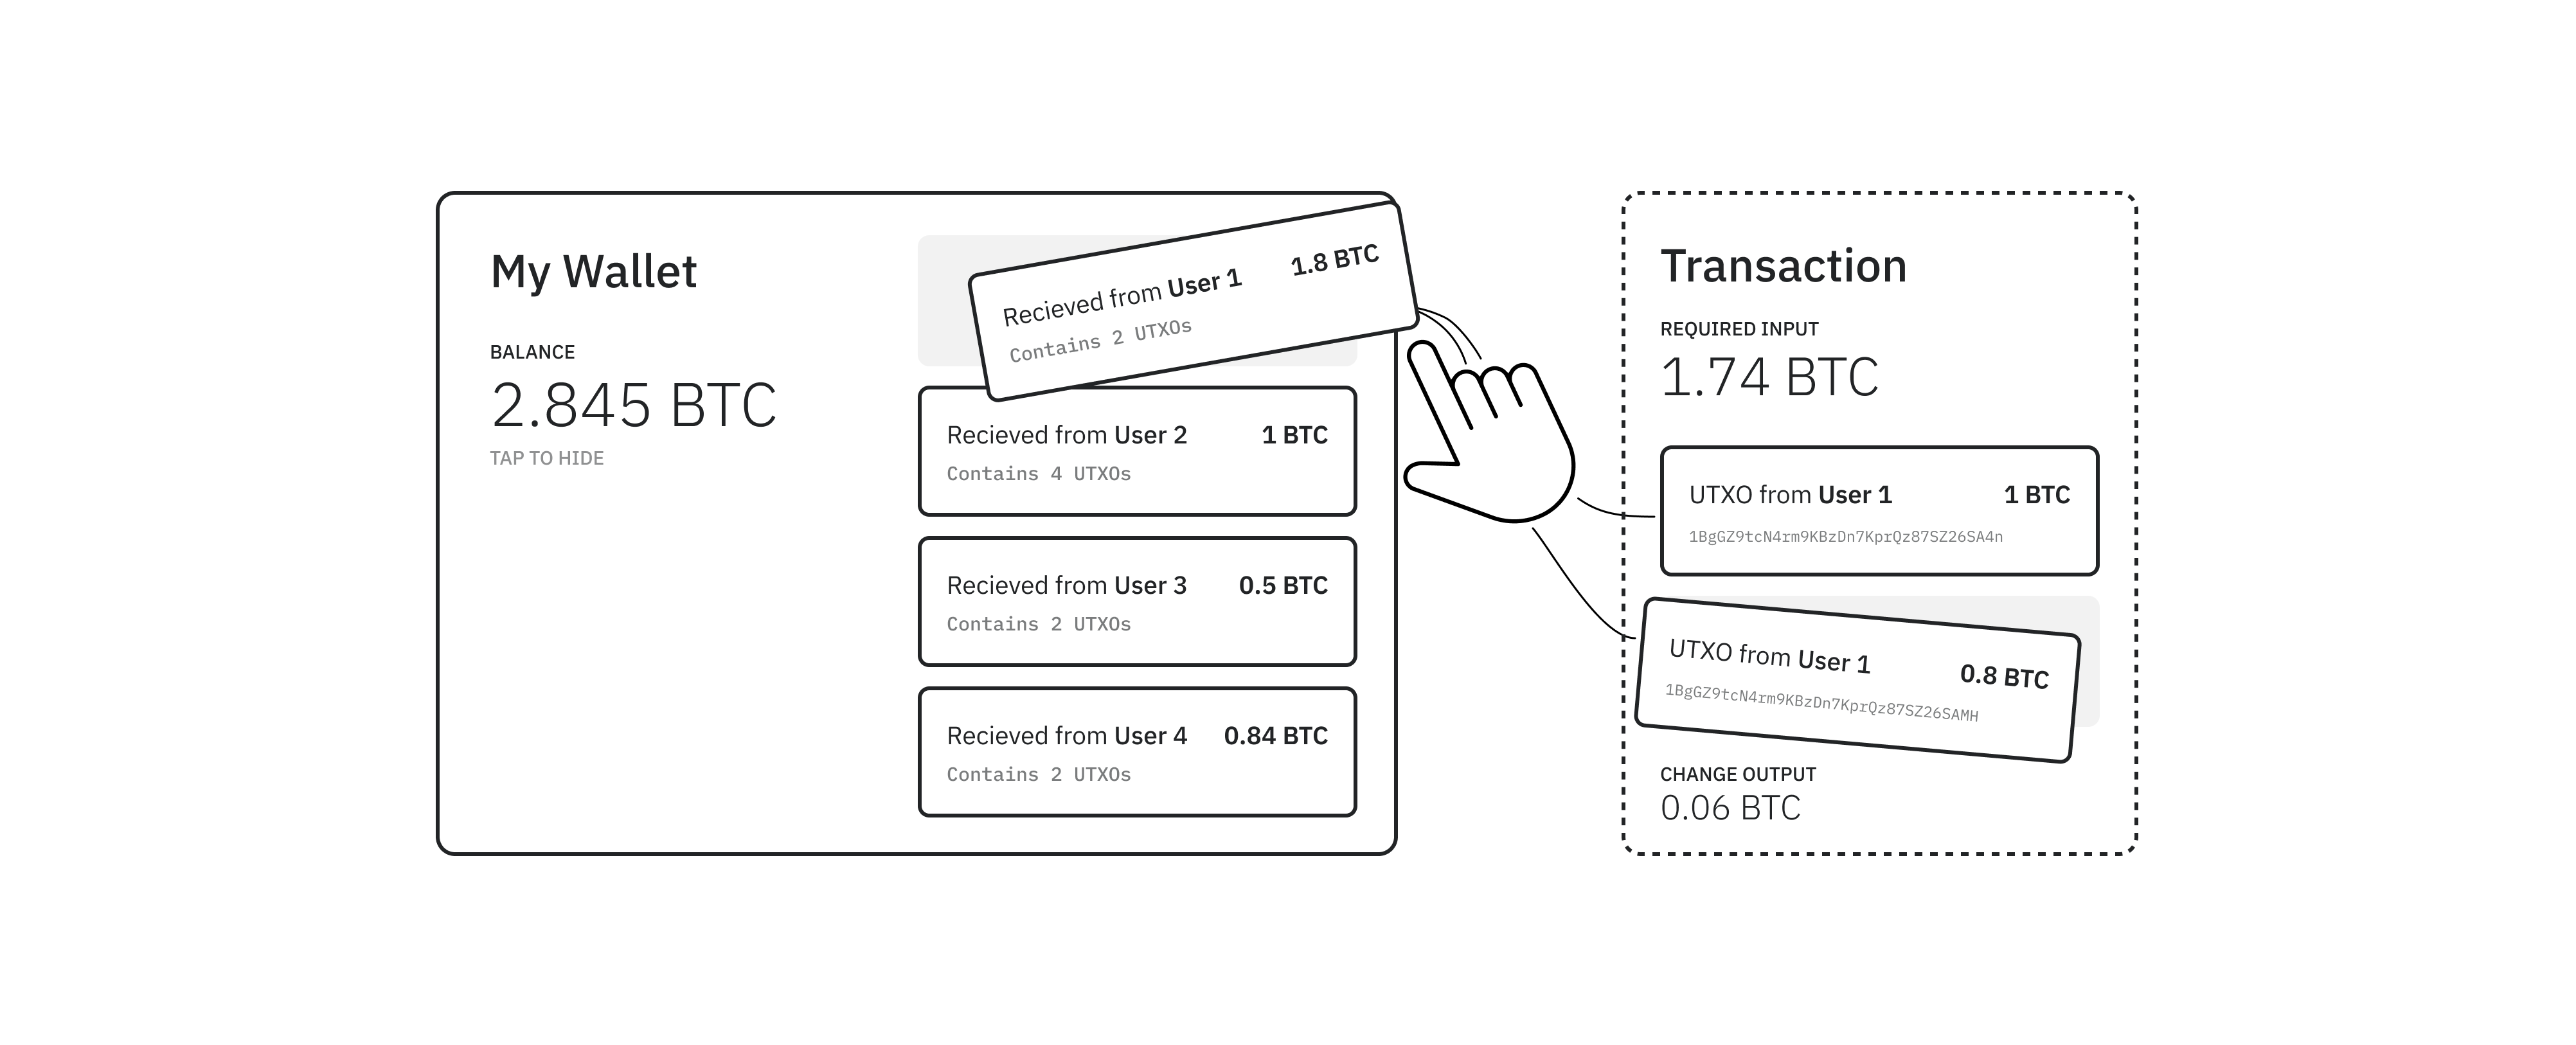 My Wallet
BALANCE
2.845 BTC
TAP TO HIDE
Recieved from User 1 1.8 BTC
Contains 2 UTXOs
Recieved from User 2 1 BTC
Contains 4 UTXOs
Recieved from User 3 0.5 BTC
Contains 2 UTXOs
Recieved from User 4 0.84 BTC
Contains 2 UTXOs
Transaction
REQUIRED INPUT
1.74 BTC
UTXO from User 1 1 BTC
1BgGZ9tcN4rm9KBzDn7KprQz87SZ26SA4n
UTXO from User 1 0.8 BTC
1BgGZ9tcN4rm9KBzDn7KprQz87SZ26SAMH
CHANGE OUTPUT
0.06 BTC